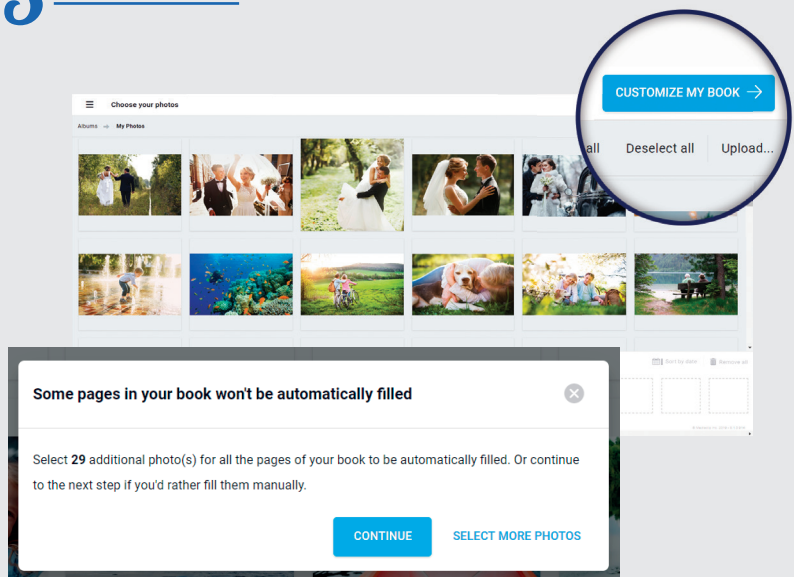 Choose your photos
CUSTOMIZE MY BOOK →
Albums → My Photos
all Deselect all Upload...
Sort by date Remove all
Some pages in your book won't be automatically filled
Select 29 additional photo(s) for all the pages of your book to be automatically filled. Or continue
to the next step if you'd rather fill them manually.
CONTINUE SELECT MORE PHOTOS